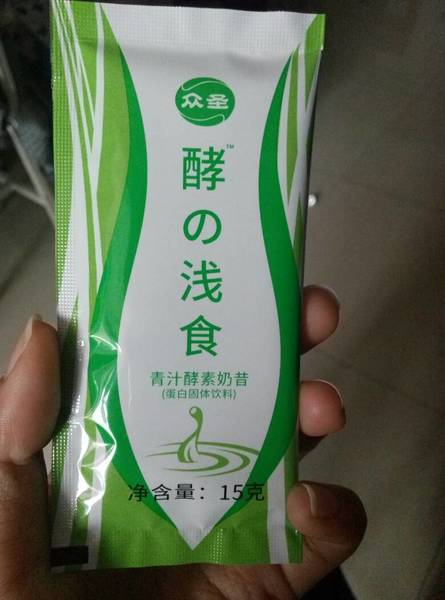 众圣
酵の浅食™
青汁酵素奶昔
(蛋白固体饮料)
净含量：15克